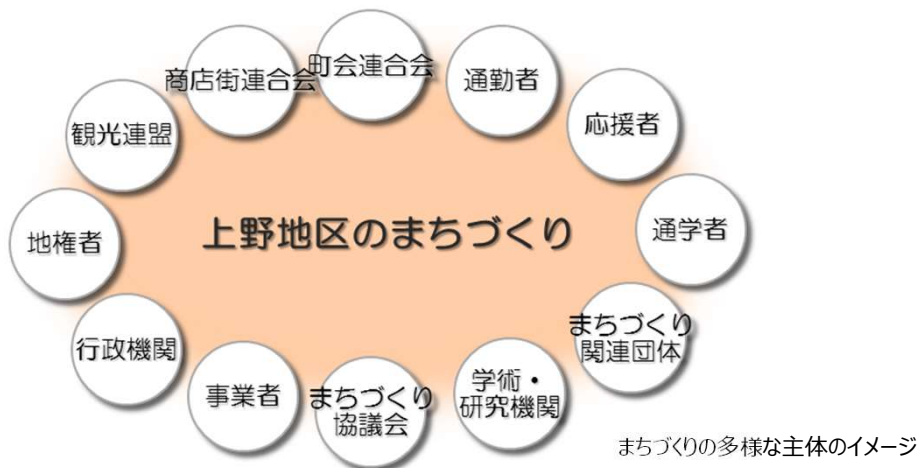 町会連合会
商店街連合会
通勤者
観光連盟
応援者
地権者
上野地区のまちづくり
通学者
行政機関
まちづくり
関連団体
事業者
まちづくり
協議会
学術・
研究機関
まちづくりの多様な主体のイメージ